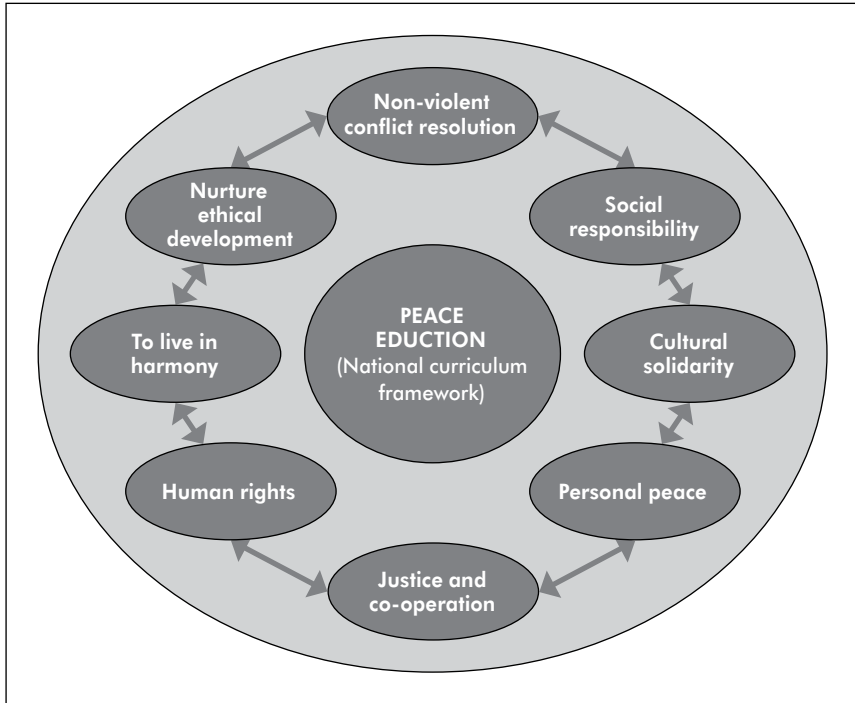 Non-violent
conflict resolution
Nurture
ethical
development
Social
responsibility
PEACE
EDUCTION
(National curriculum
framework)
To live in
harmony
Cultural
solidarity
Human rights
Personal peace
Justice and
co-operation